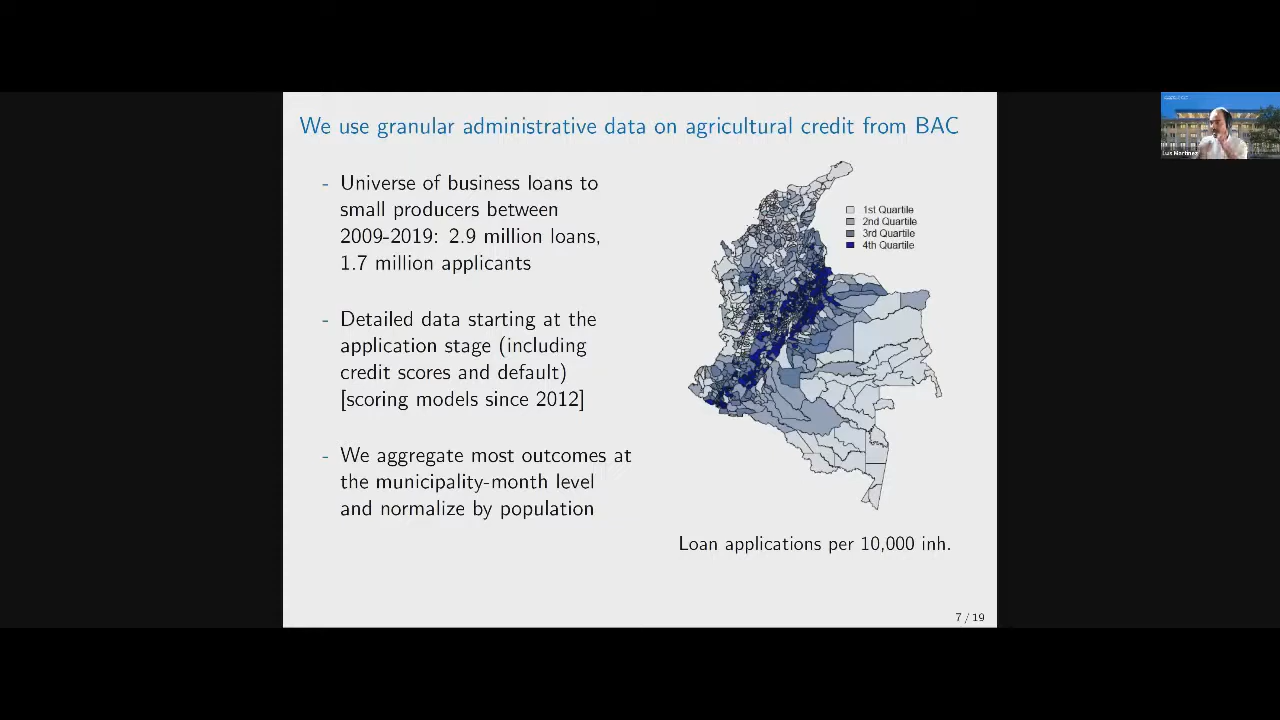 We use granular administrative data on agricultural credit from BAC
- Universe of business loans to
small producers between
2009-2019: 2.9 million loans,
1.7 million applicants
- Detailed data starting at the
application stage (including
credit scores and default)
[scoring models since 2012]
- We aggregate most outcomes at
the municipality-month level
and normalize by population
1st Quartile
2nd Quartile
3rd Quartile
4th Quartile
Loan applications per 10,000 inh.
7 / 19
Luis Martinez